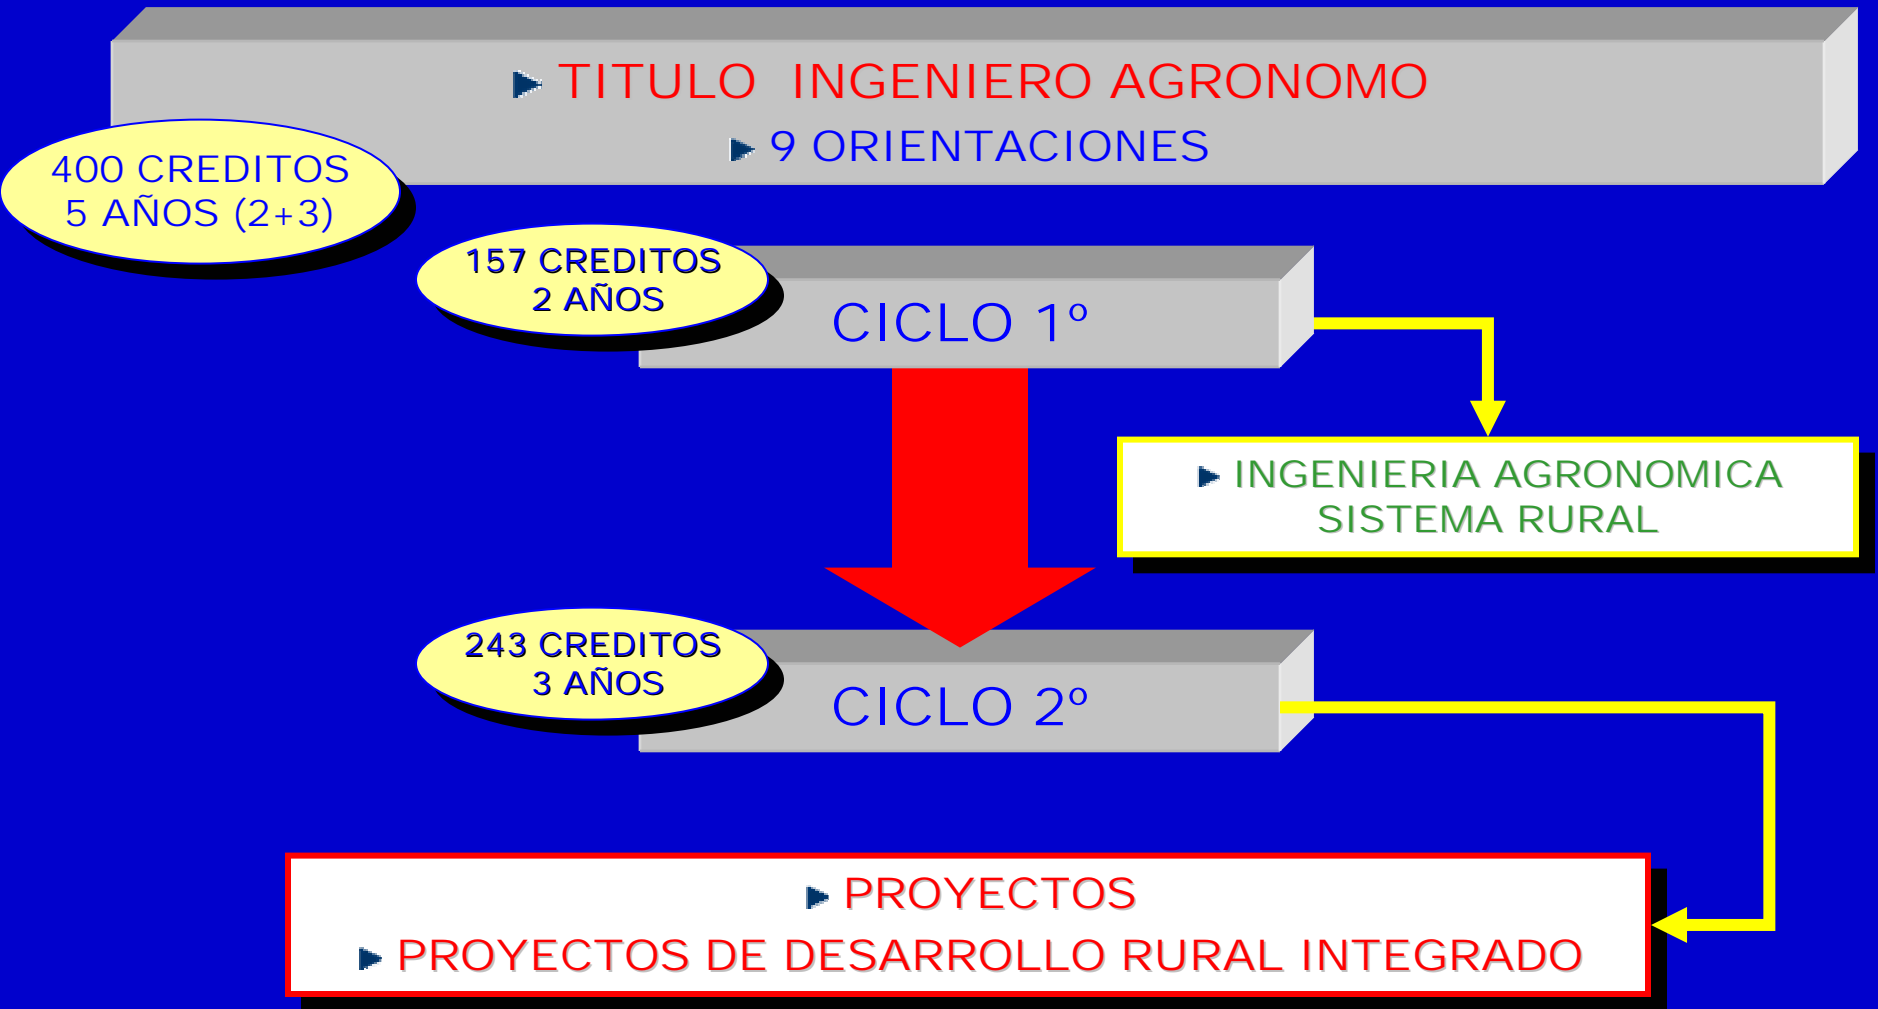 TITULO INGENIERO AGRONOMO
9 ORIENTACIONES
400 CREDITOS
5 AÑOS (2+3)
157 CREDITOS
2 AÑOS
CICLO 1º
INGENIERIA AGRONOMICA
SISTEMA RURAL
243 CREDITOS
3 AÑOS
CICLO 2º
PROYECTOS
PROYECTOS DE DESARROLLO RURAL INTEGRADO